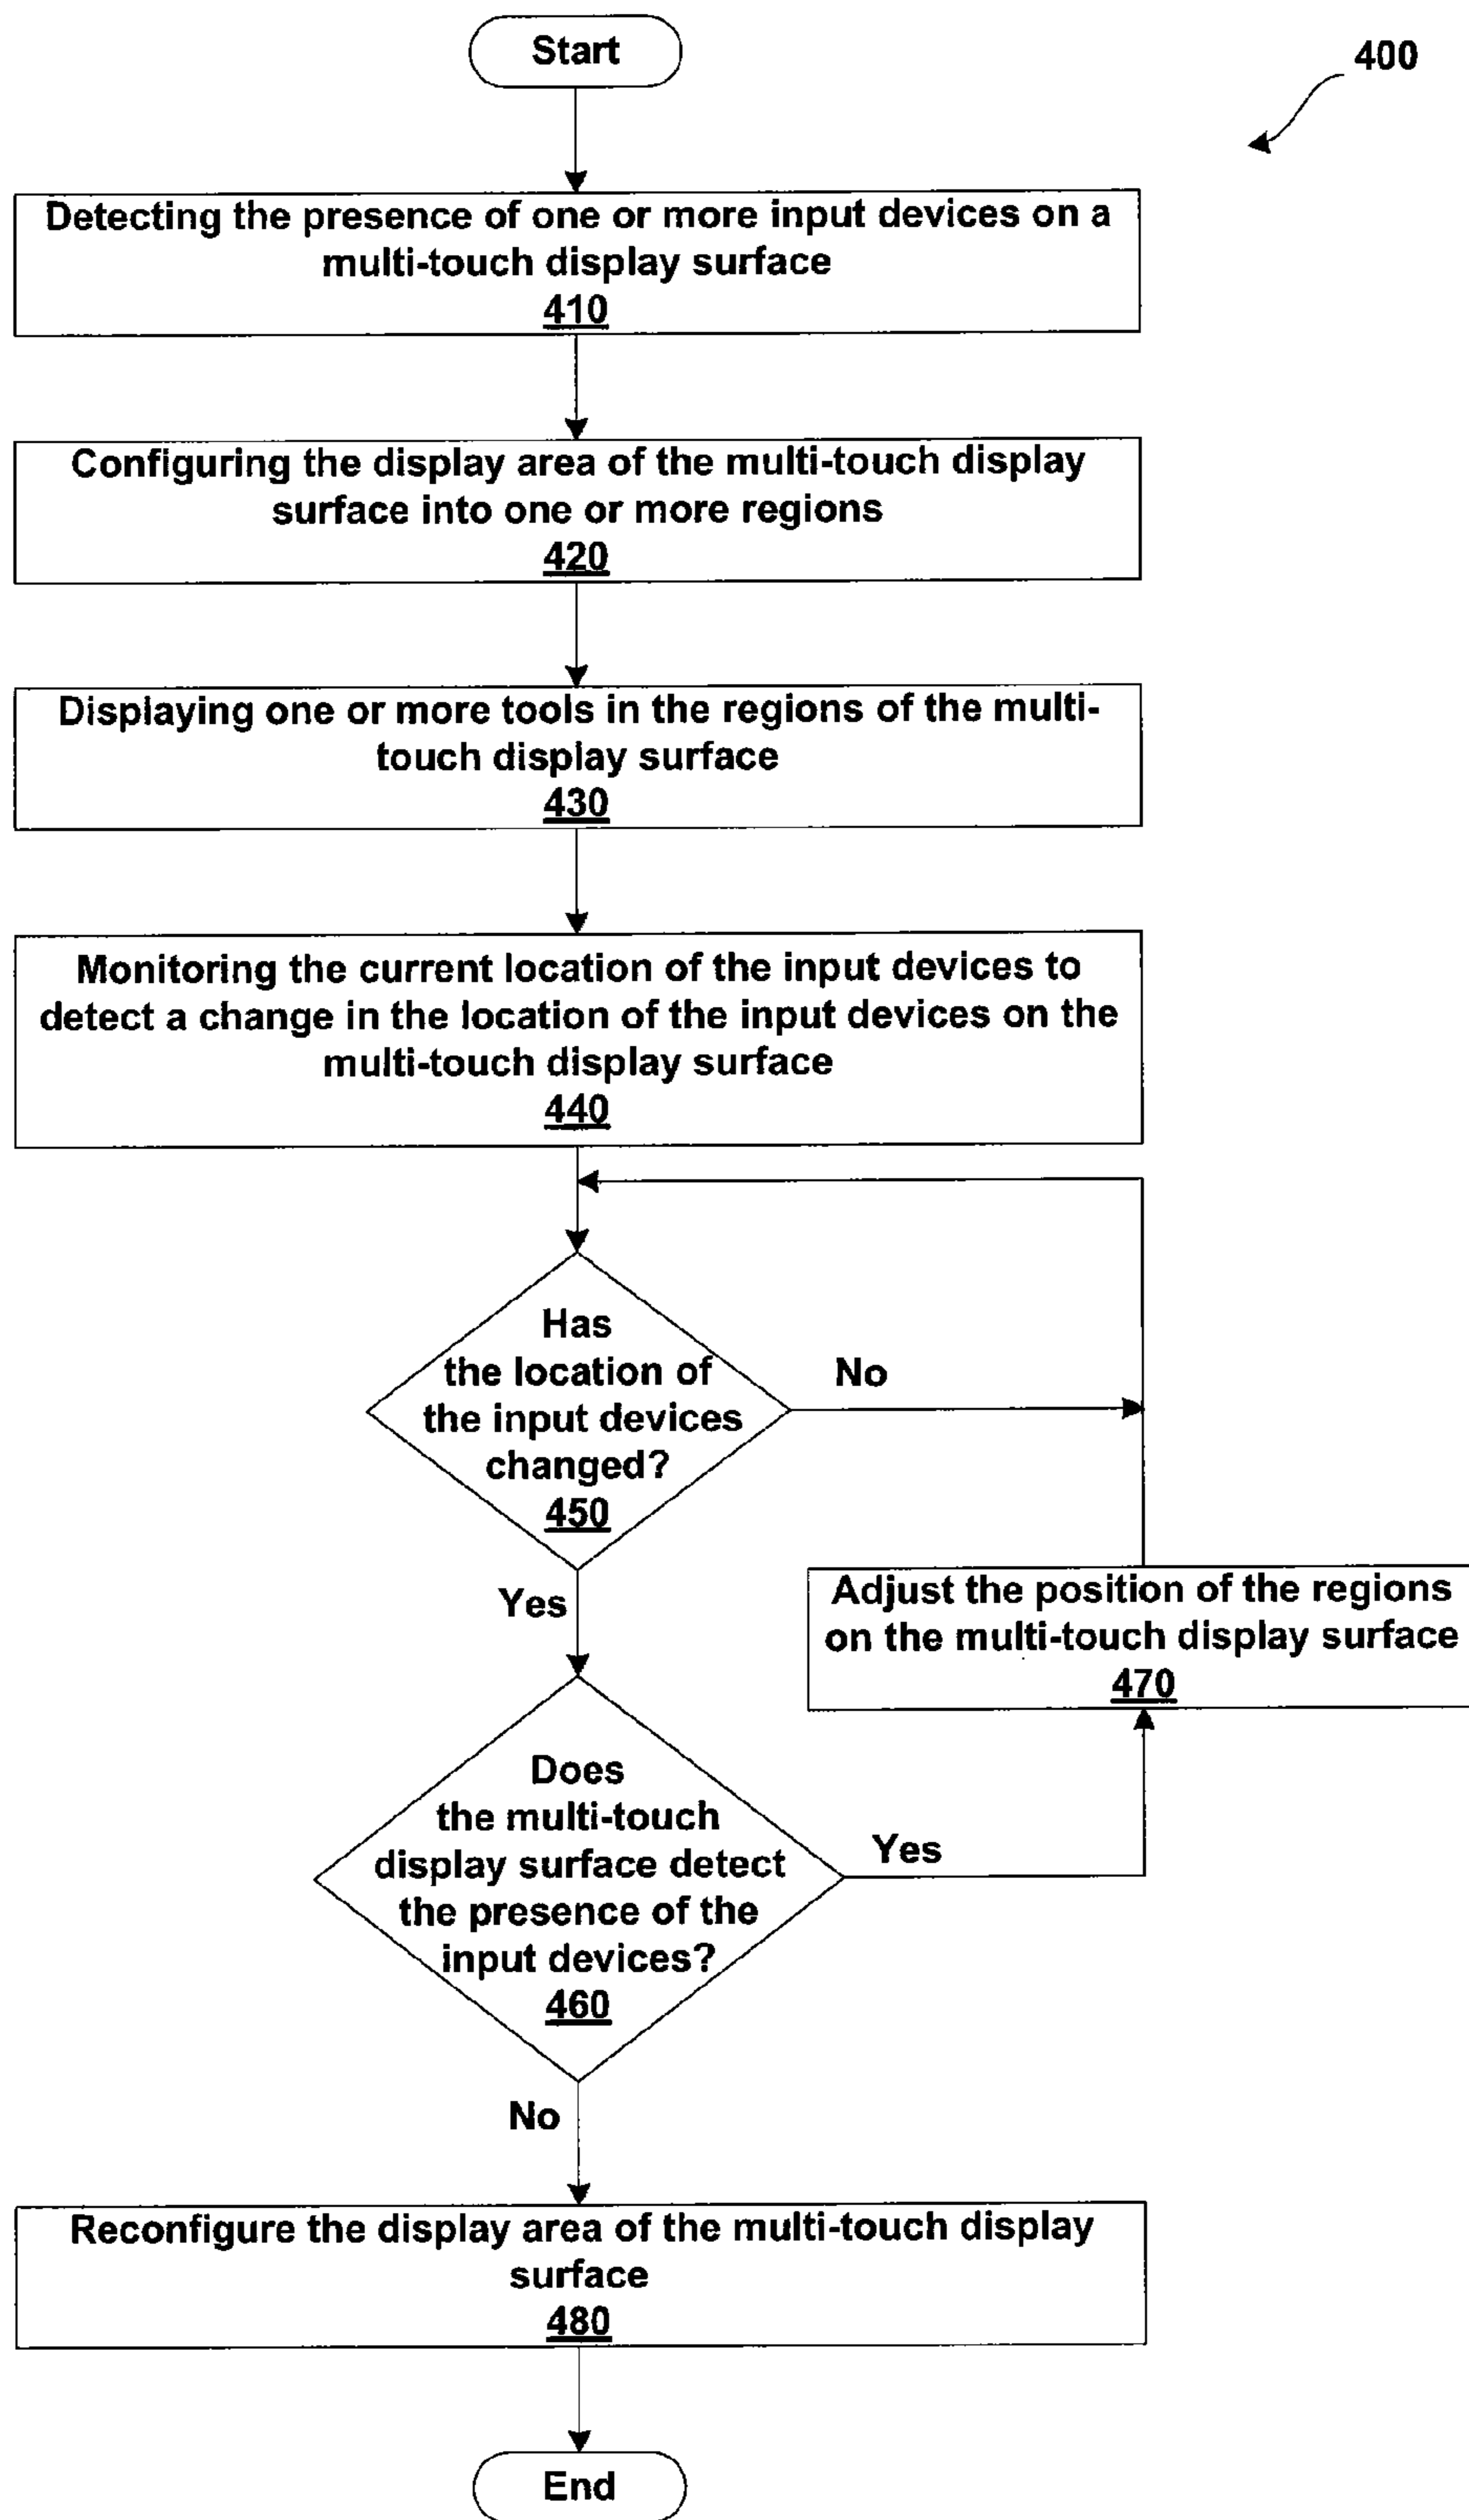 Start
400
Detecting the presence of one or more input devices on a
multi-touch display surface
410
Configuring the display area of the multi-touch display
surface into one or more regions
420
Displaying one or more tools in the regions of the multi-
touch display surface
430
Monitoring the current location of the input devices to
detect a change in the location of the input devices on the
multi-touch display surface
440
Has
the location of
the input devices
changed?
450
No
Yes
Adjust the position of the regions
on the multi-touch display surface
470
Does
the multi-touch
display surface detect
the presence of the
input devices?
460
Yes
No
Reconfigure the display area of the multi-touch display
surface
480
End